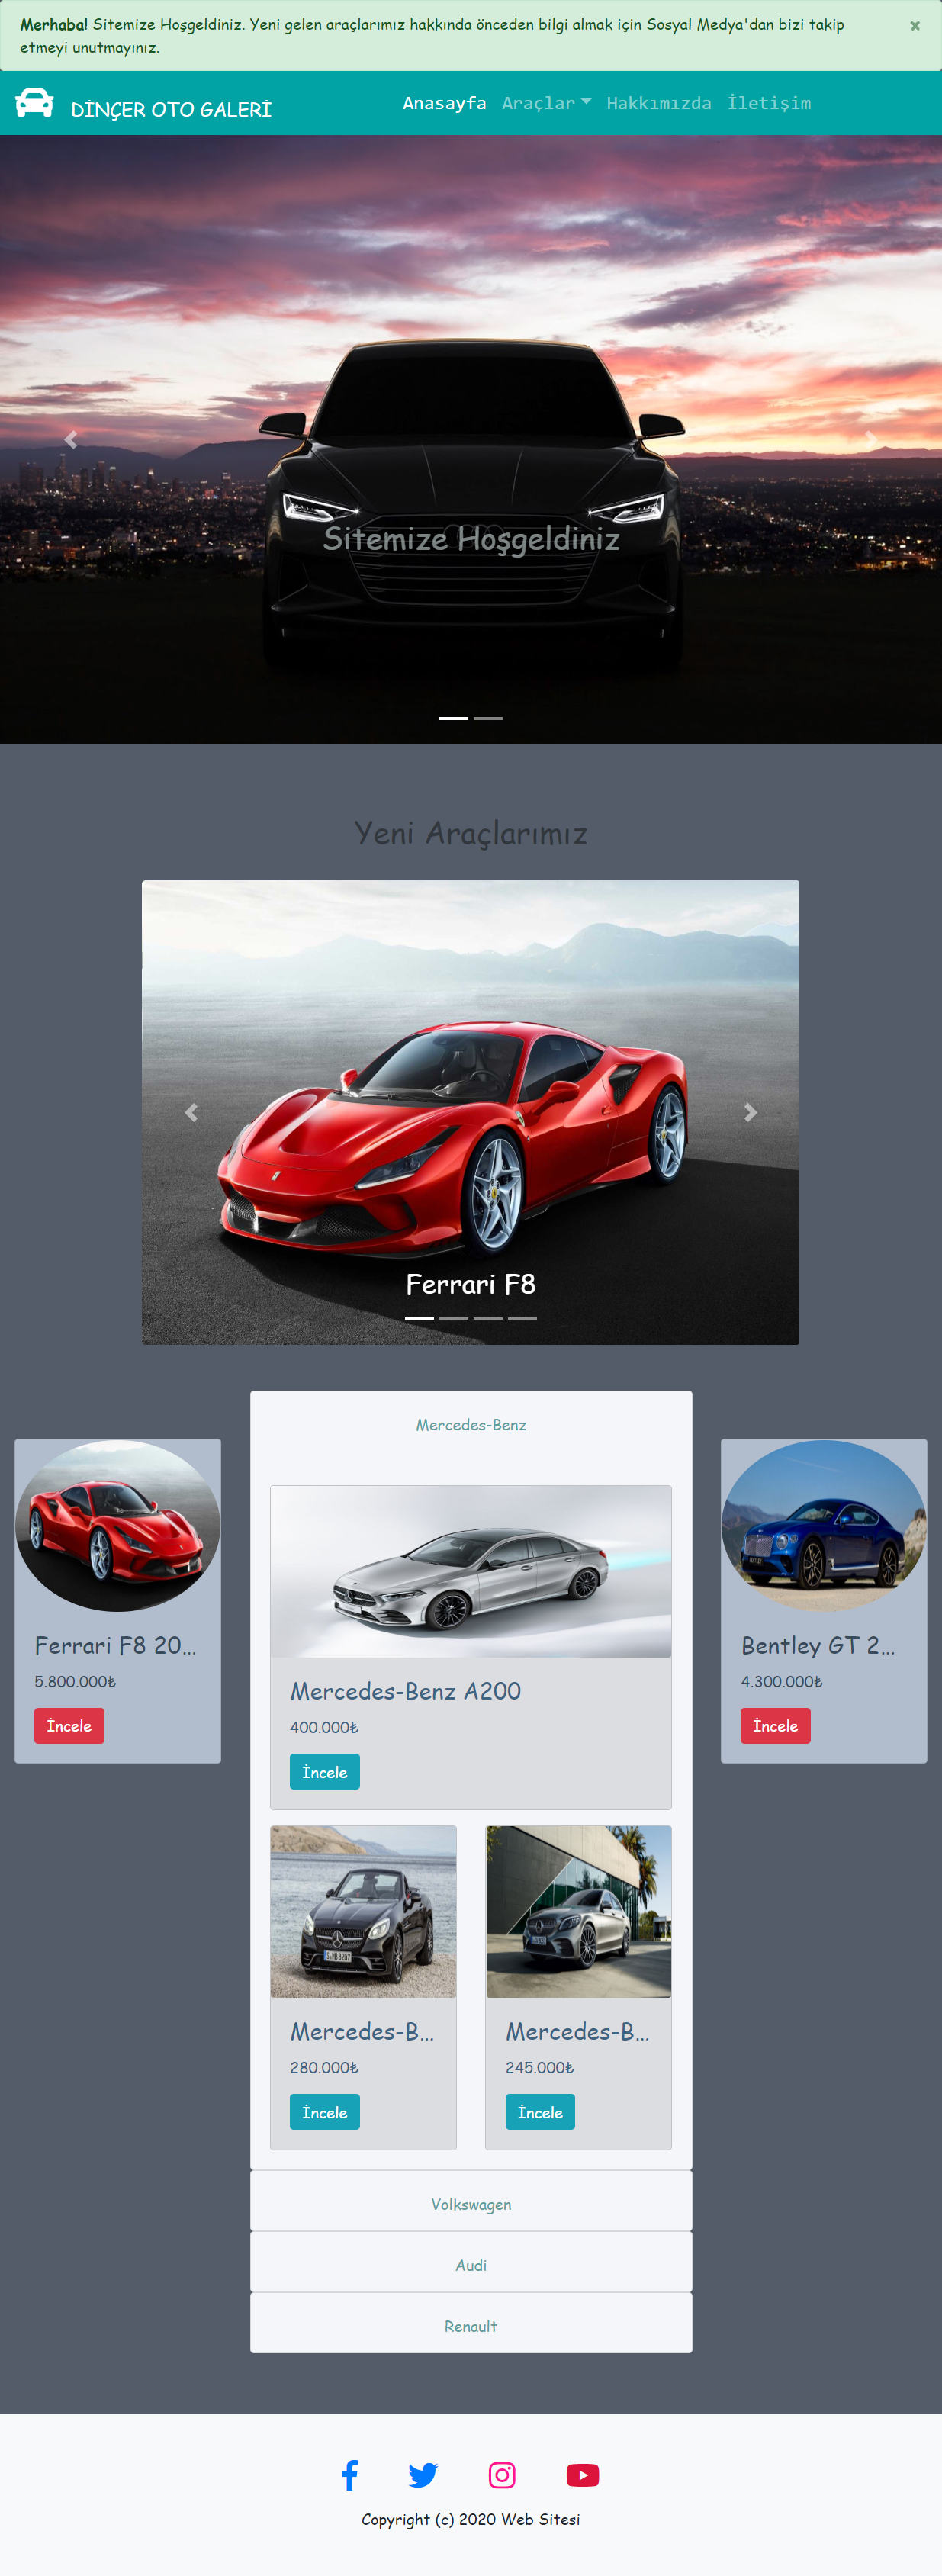 Merhaba! Sitemize Hoşgeldiniz. Yeni gelen araçlarımız hakkında önceden bilgi almak için Sosyal Medya'dan bizi takip
etmeyi unutmayınız.
×
DİNÇER OTO GALERİ
Anasayfa Araçlar Hakkımızda İletişim
Sitemize Hoşgeldiniz
Yeni Araçlarımız
Ferrari F8
Mercedes-Benz
Ferrari F8 20...
5.800.000₺
İncele
Mercedes-Benz A200
400.000₺
İncele
Bentley GT 2...
4.300.000₺
İncele
Mercedes-B...
280.000₺
İncele
Mercedes-B...
245.000₺
İncele
Volkswagen
Audi
Renault
Copyright (c) 2020 Web Sitesi